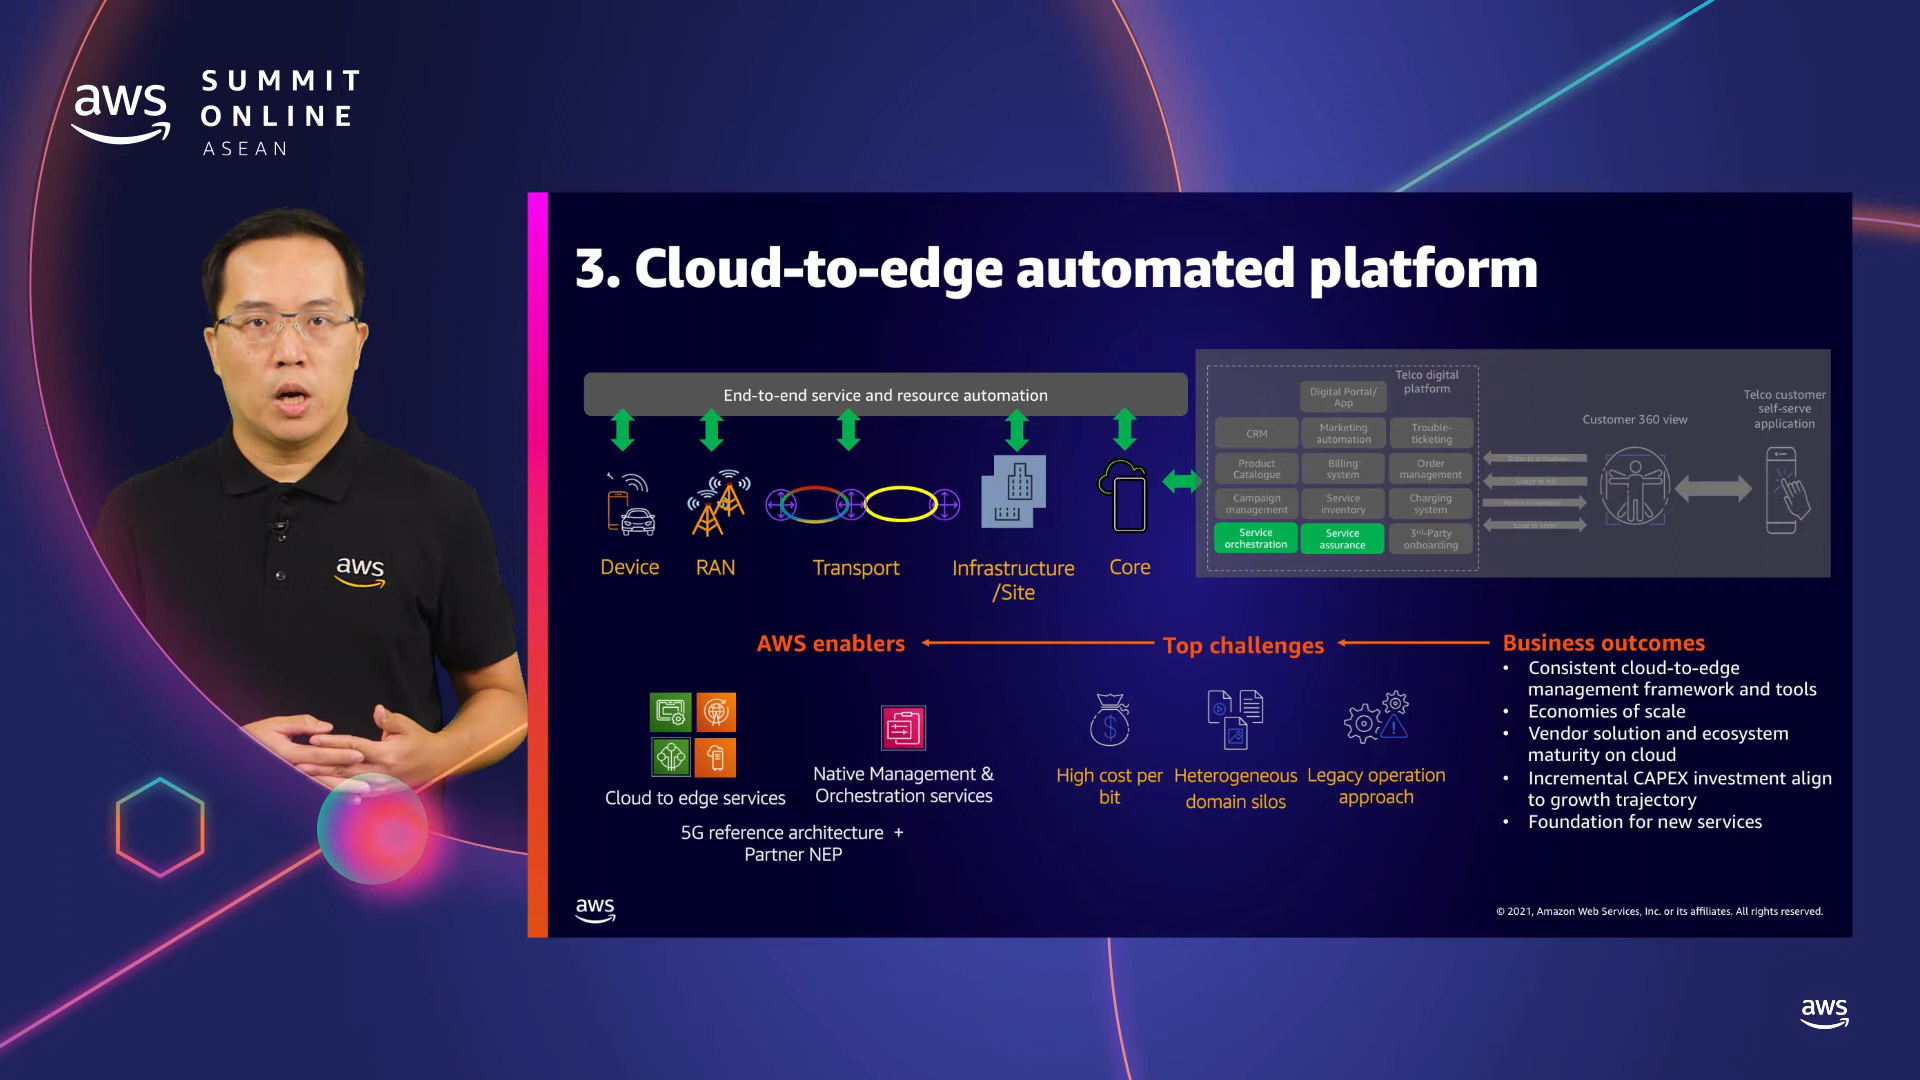 aws
SUMMIT
ONLINE
ASEAN
aws
3. Cloud-to-edge automated platform
End-to-end service and resource automation
Device
RAN
Transport
Infrastructure
/Site
Core
Telco digital
platform
Digital Portal/
App
CRM
Marketing
automation
Trouble-
ticketing
Product
Catalogue
Billing
system
Order
management
Campaign
management
Service
inventory
Charging
system
Service
orchestration
Service
assurance
3rd-Party
onboarding
Usage to bill
Lead to order
Customer 360 view
Telco customer
self-serve
application
AWS enablers
Top challenges
Business outcomes
Cloud to edge services
Native Management &
Orchestration services
5G reference architecture +
Partner NEP
High cost per
bit
Heterogeneous
domain silos
Legacy operation
approach
• Consistent cloud-to-edge
management framework and tools
• Economies of scale
• Vendor solution and ecosystem
maturity on cloud
• Incremental CAPEX investment align
to growth trajectory
• Foundation for new services
aws
© 2021, Amazon Web Services, Inc. or its affiliates. All rights reserved.
aws